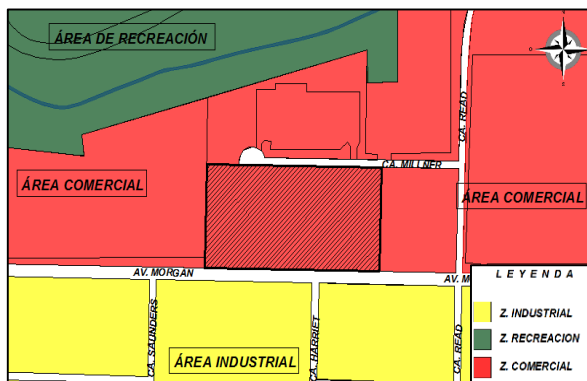 ÁREA DE RECREACIÓN
CA. READ
CA. MILLNER
ÁREA COMERCIAL
ÁREA COMERCIAL
AV. MORGAN
AV. M
LEYENDA
Z. INDUSTRIAL
Z. RECREACION
Z. COMERCIAL
CA. SAUNDERS
CA. HARRIET
CA. READ
ÁREA INDUSTRIAL